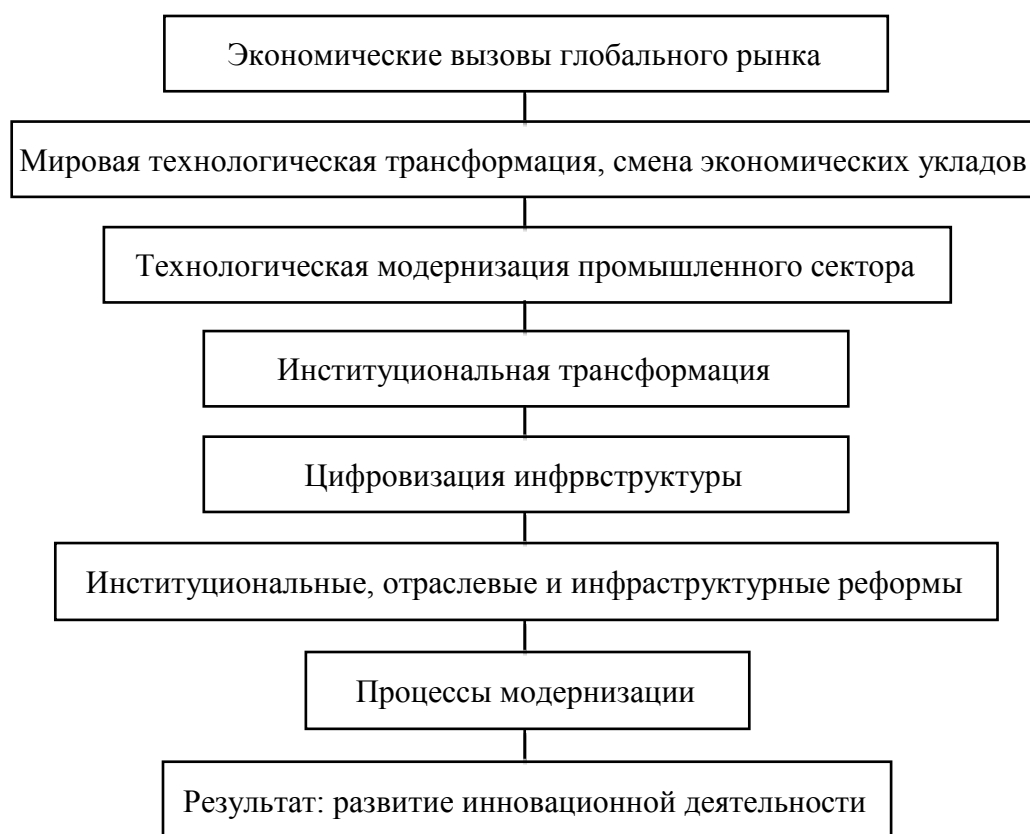 Экономические вызовы глобального рынка
Мировая технологическая трансформация, смена экономических укладов
Технологическая модернизация промышленного сектора
Институциональная трансформация
Цифровизация инфрвструктуры
Институциональные, отраслевые и инфраструктурные реформы
Процессы модернизации
Результат: развитие инновационной деятельности